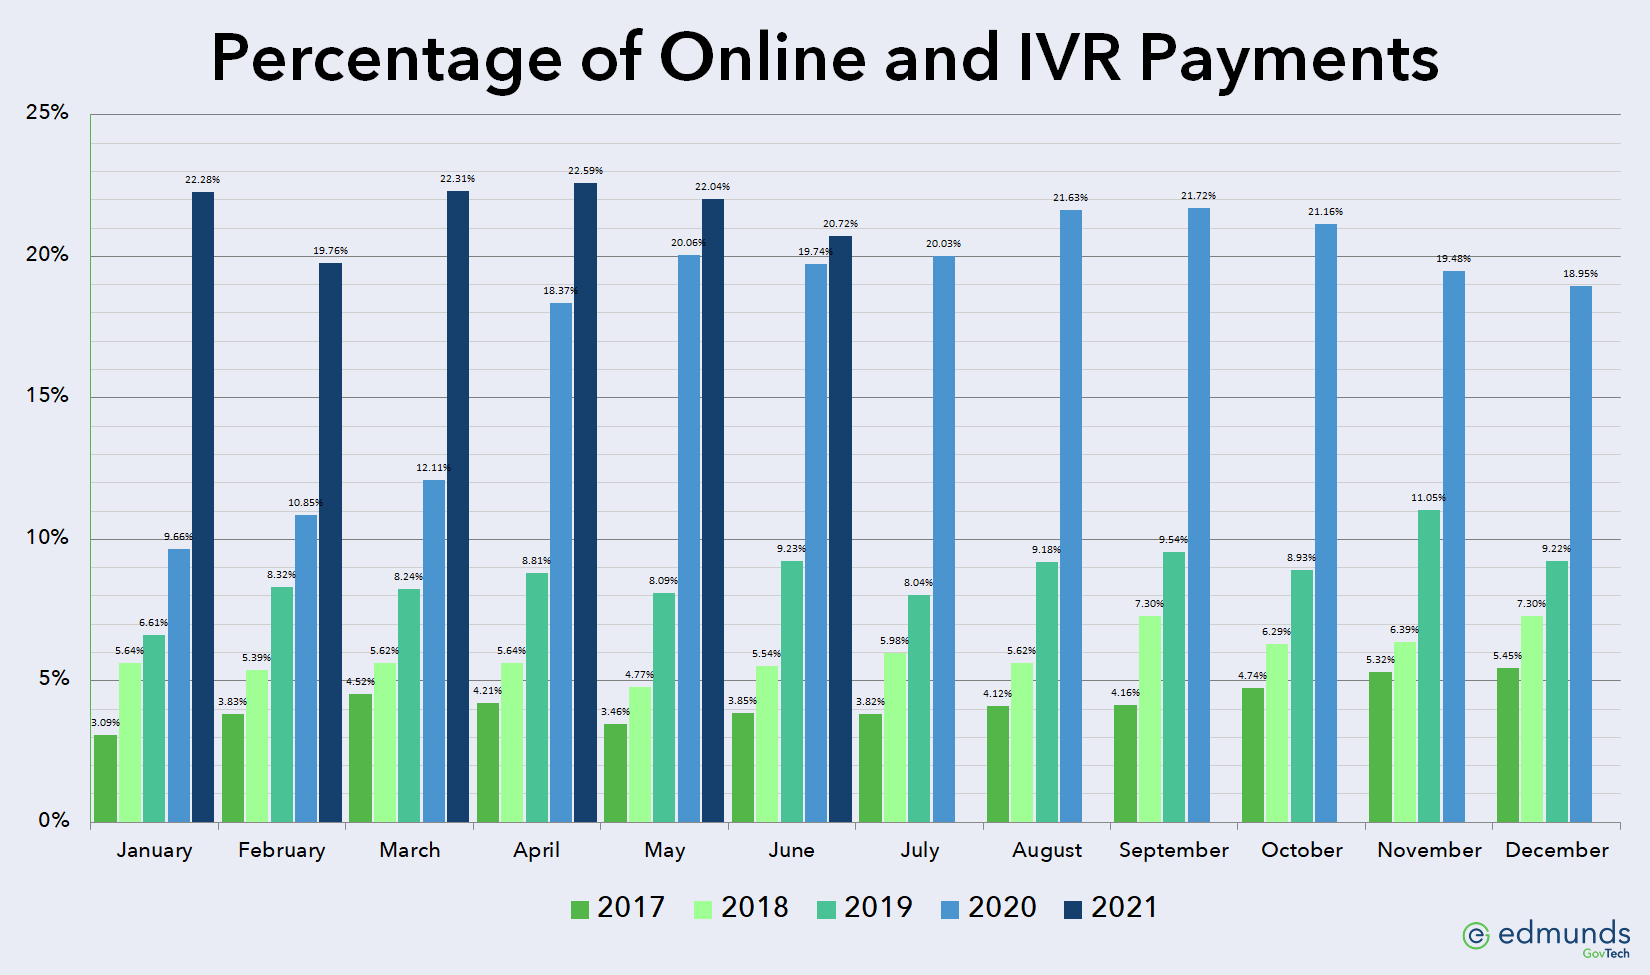 Percentage of Online and IVR Payments
25%
20%
15%
10%
5%
0%
3.09% 5.64% 6.61% 9.66% 22.28%
3.83% 5.39% 8.32% 10.85% 19.76%
4.52% 5.62% 8.24% 12.11% 22.31%
4.21% 5.64% 8.81% 18.37% 22.59%
3.46% 4.77% 8.09% 20.06% 22.04%
3.85% 5.54% 9.23% 19.74% 20.72%
3.82% 5.98% 8.04% 20.03%
4.12% 5.62% 9.18% 21.63%
4.16% 7.30% 9.54% 21.72%
4.74% 6.29% 8.93% 21.16%
5.32% 6.39% 11.05% 19.48%
5.45% 7.30% 9.22% 18.95%
January February March April May June July August September October November December
2017 2018 2019 2020 2021
edmunds
GovTech